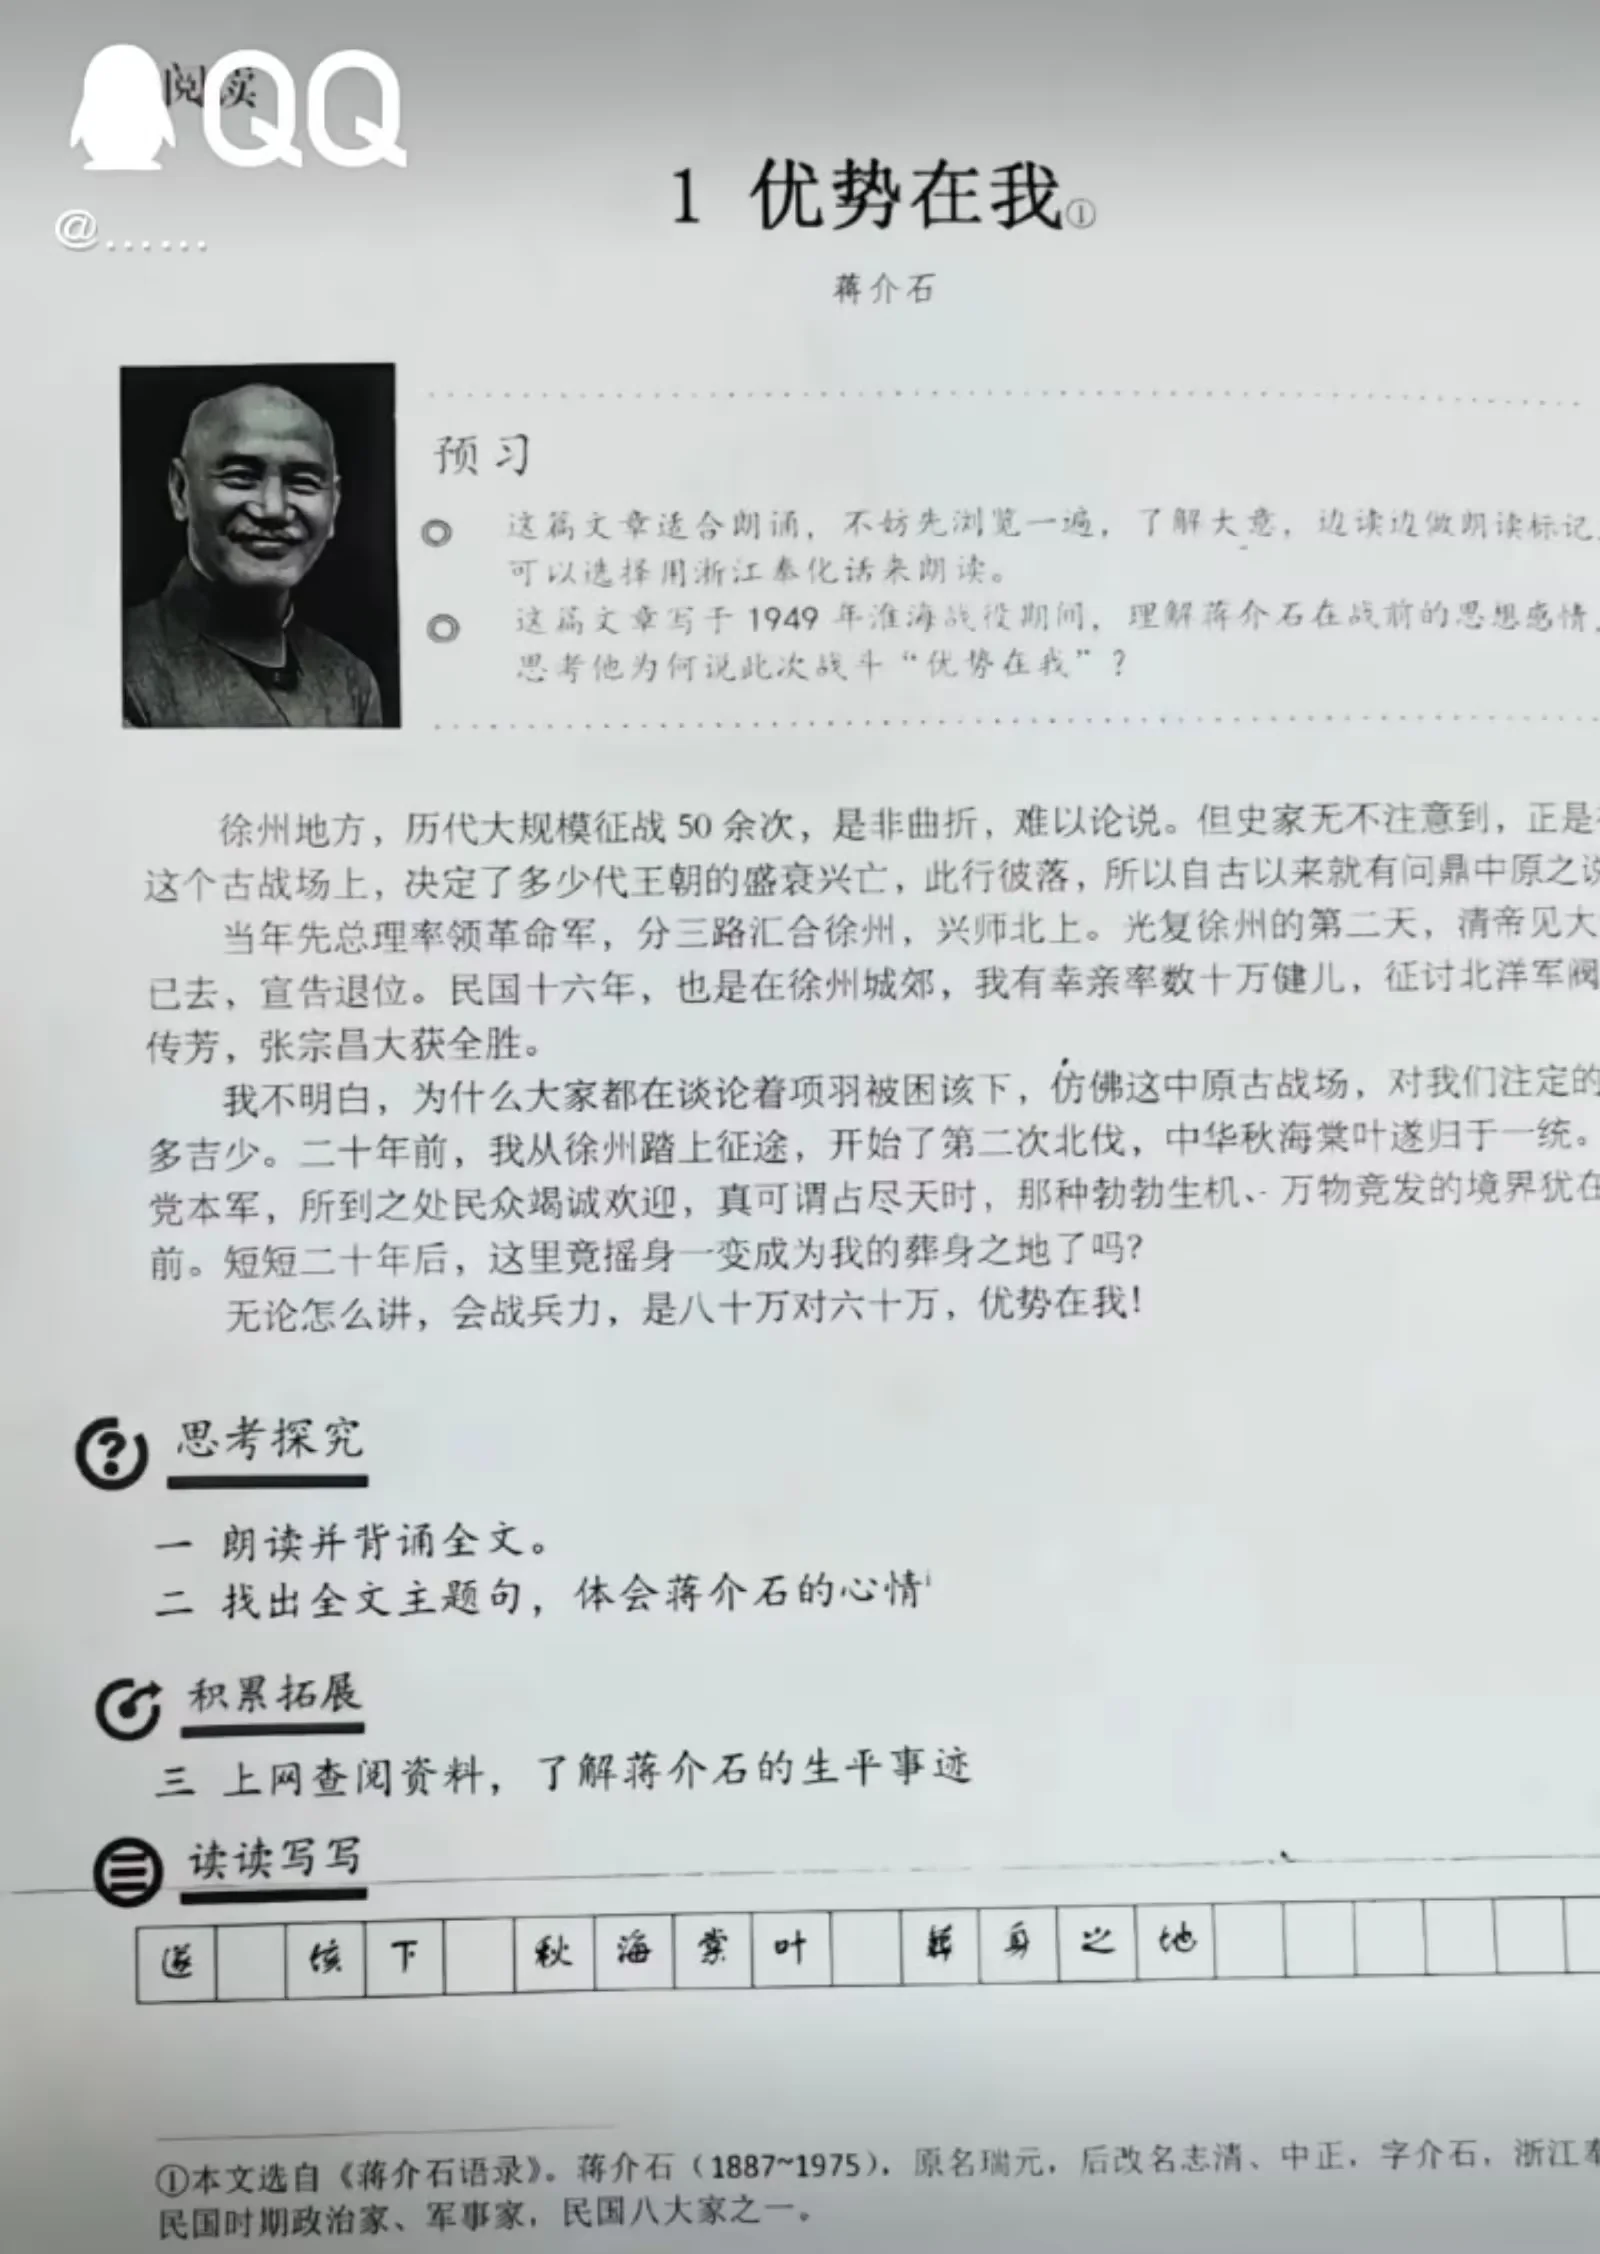 阅读
QQ
@......
1 优势在我①
蒋介石
预习
这篇文章适合朗诵，不妨先浏览一遍，了解大意，边读边做朗读标记，
可以选择用浙江奉化话来朗读。
这篇文章写于 1949 年淮海战役期间，理解蒋介石在战前的思想感情，
思考他为何说此次战斗“优势在我”？
徐州地方，历代大规模征战 50 余次，是非曲折，难以论说。但史家无不注意到，正是在
这个古战场上，决定了多少代王朝的盛衰兴亡，此行彼落，所以自古以来就有问鼎中原之说
当年先总理率领革命军，分三路汇合徐州，兴师北上。光复徐州的第二天，清帝见大
已去，宣告退位。民国十六年，也是在徐州城郊，我有幸亲率数十万健儿，征讨北洋军阀
传芳，张宗昌大获全胜。
我不明白，为什么大家都在谈论着项羽被困该下，仿佛这中原古战场，对我们注定的
多吉少。二十年前，我从徐州踏上征途，开始了第二次北伐，中华秋海棠叶遂归于一统。
党本军，所到之处民众竭诚欢迎，真可谓占尽天时，那种勃勃生机、万物竞发的境界犹在
前。短短二十年后，这里竟摇身一变成为我的葬身之地了吗？
无论怎么讲，会战兵力，是八十万对六十万，优势在我！
思考探究
一 朗读并背诵全文。
二 找出全文主题句，体会蒋介石的心情
积累拓展
三 上网查阅资料，了解蒋介石的生平事迹
读读写写
遂 该下 秋海棠叶 葬身之地
①本文选自《蒋介石语录》。蒋介石（1887~1975），原名瑞元，后改名志清、中正，字介石，浙江奉
民国时期政治家、军事家，民国八大家之一。